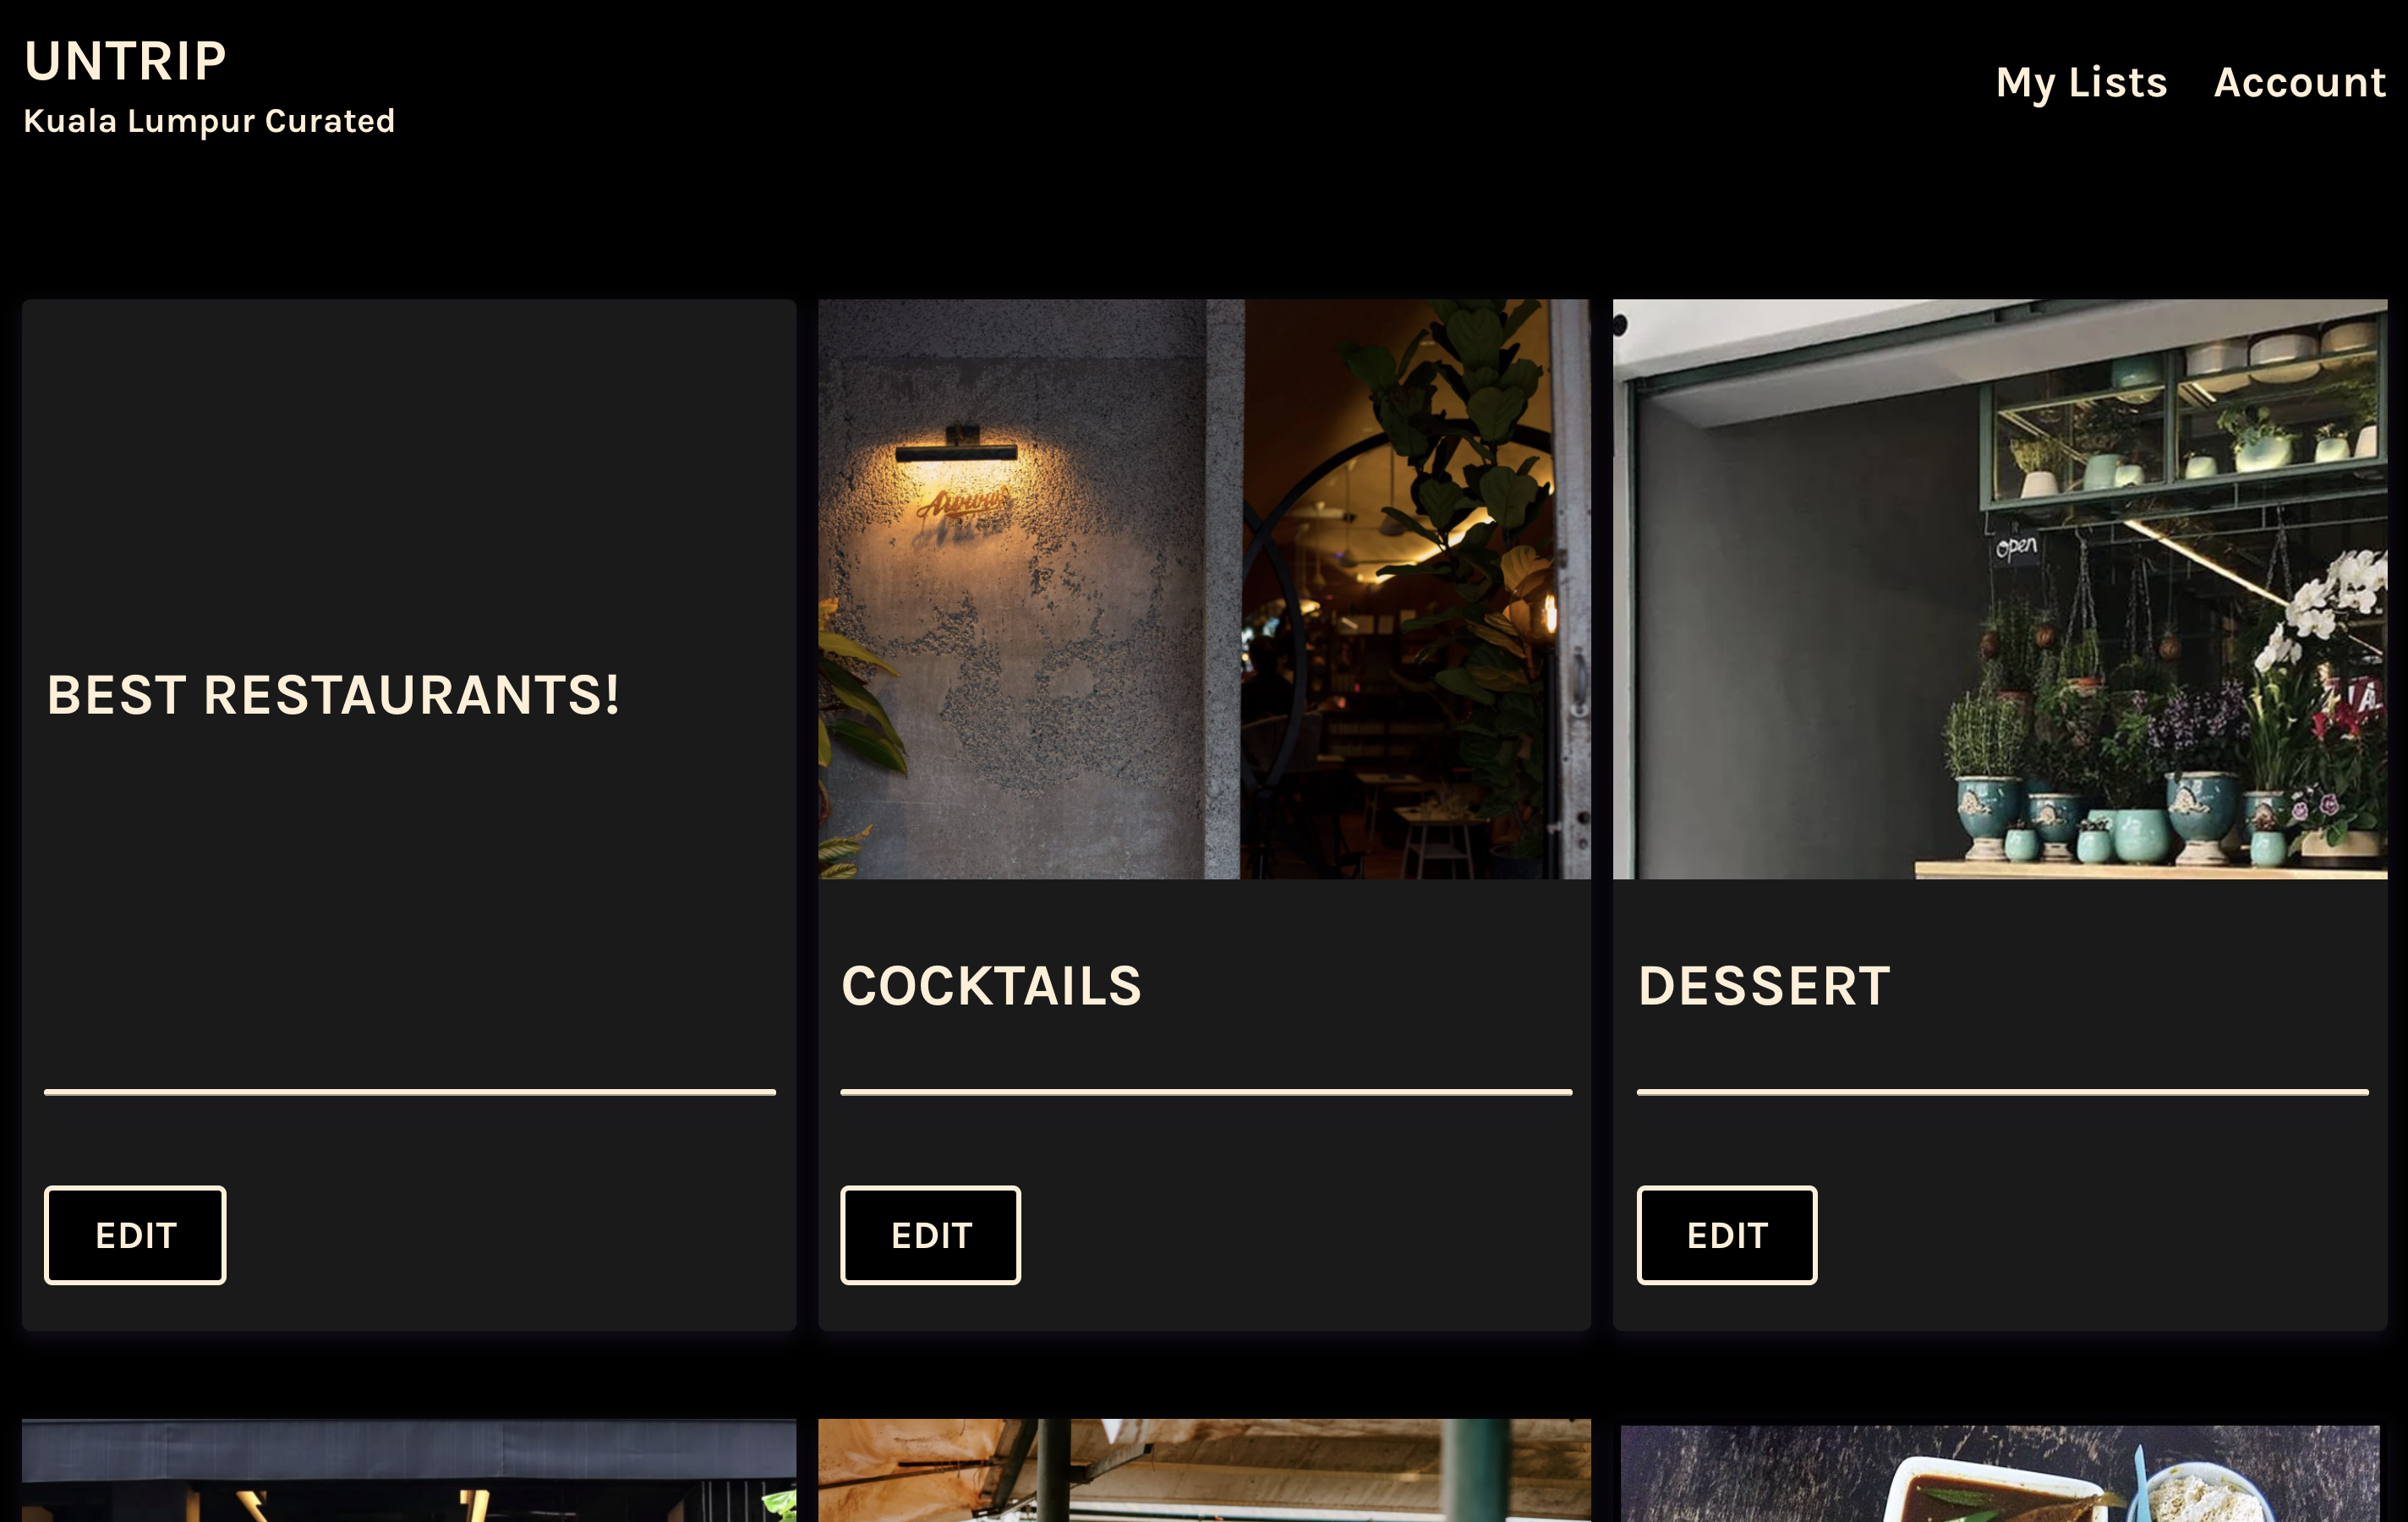 UNTRIP
Kuala Lumpur Curated
My Lists
Account
BEST RESTAURANTS!
open
COCKTAILS
DESSERT
EDIT
EDIT
EDIT